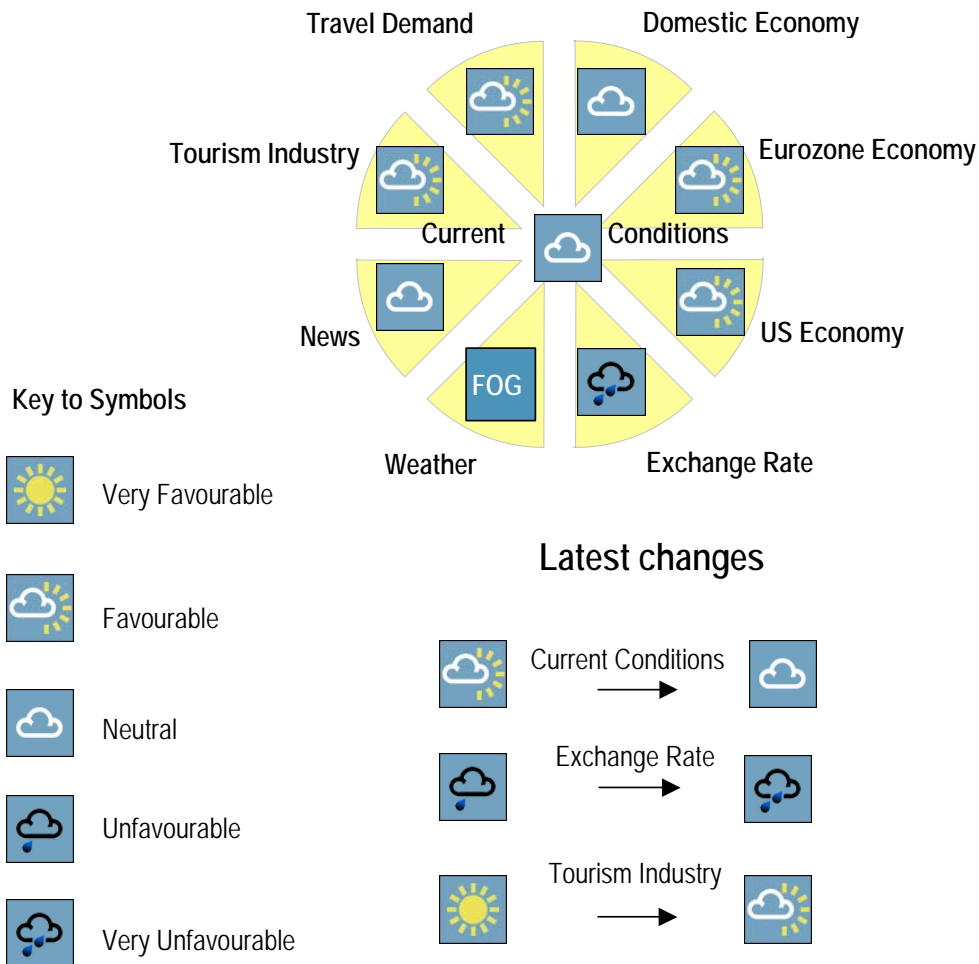 Travel Demand
Domestic Economy
Tourism Industry
Eurozone Economy
Current Conditions
News
US Economy
FOG
Weather
Exchange Rate
Key to Symbols
Very Favourable
Favourable
Neutral
Unfavourable
Very Unfavourable
Latest changes
Current Conditions
Exchange Rate
Tourism Industry